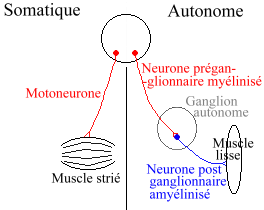 Somatique
Autonome
Motoneurone
Neurone prégan-
-glionnaire myélinisé
Ganglion
autonome
Muscle
lisse
Muscle strié
Neurone post
ganglionnaire
amyélinisé